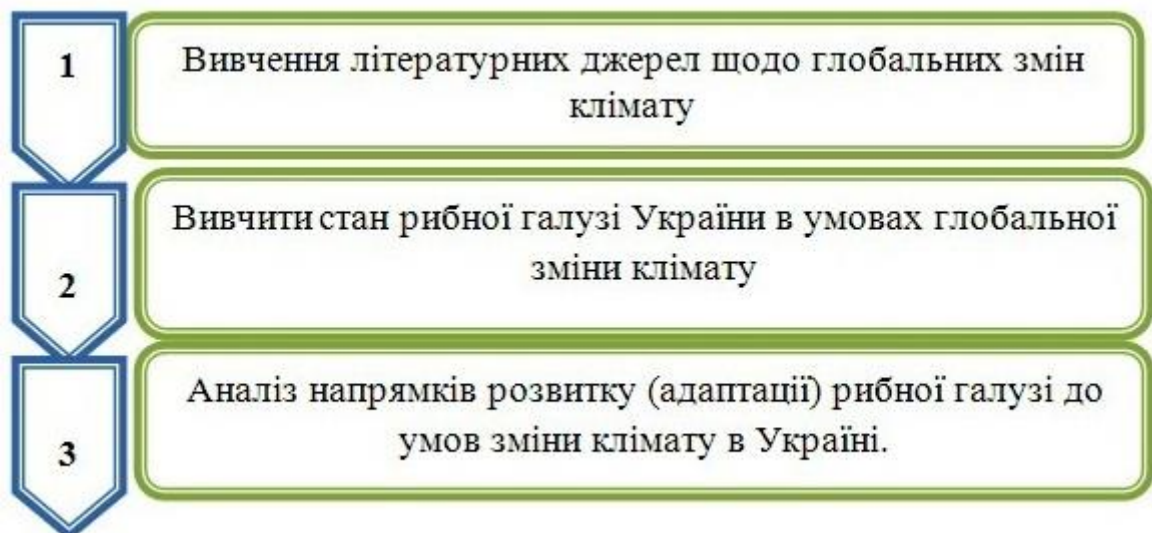 1
Вивчення літературних джерел щодо глобальних змін
клімату
2
Вивчити стан рибної галузі України в умовах глобальної
зміни клімату
3
Аналіз напрямків розвитку (адаптації) рибної галузі до
умов зміни клімату в Україні.